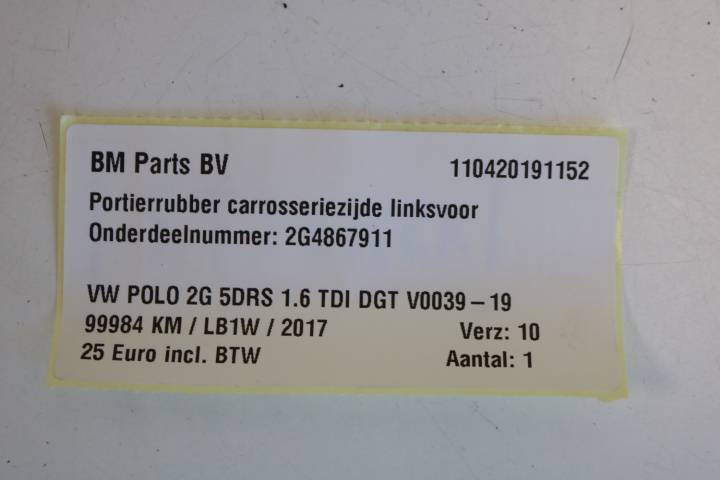 BM Parts BV 110420191152
Portierrubber carrosseriezijde linksvoor
Onderdeelnummer: 2G4867911
VW POLO 2G 5DRS 1.6 TDI DGT V0039 – 19
99984 KM / LB1W / 2017 Verz: 10
25 Euro incl. BTW Aantal: 1